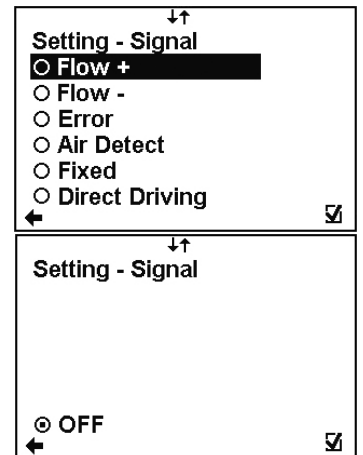 Setting - Signal
Flow +
Flow -
Error
Air Detect
Fixed
Direct Driving
Setting - Signal
OFF